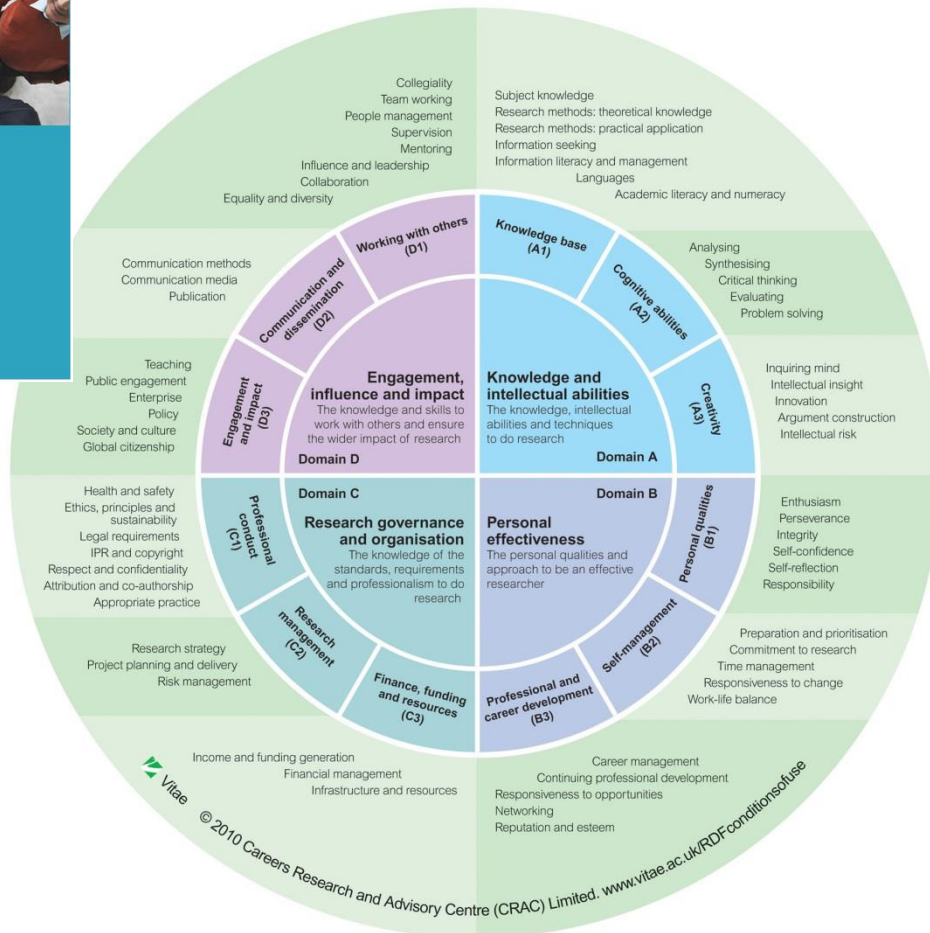 Collegiality
Team working
People management
Supervision
Mentoring
Influence and leadership
Collaboration
Equality and diversity
Subject knowledge
Research methods: theoretical knowledge
Research methods: practical application
Information seeking
Information literacy and management
Languages
Academic literacy and numeracy
Working with others
(D1)
Knowledge base
(A1)
Communication methods
Communication media
Publication
Communication and
dissemination
(D2)
Cognitive abilities
(A2)
Analysing
Synthesising
Critical thinking
Evaluating
Problem solving
Teaching
Public engagement
Enterprise
Policy
Society and culture
Global citizenship
Engagement
and impact
(D3)
Engagement,
influence and impact
The knowledge and skills to
work with others and ensure
the wider impact of research
Domain D
Knowledge and
intellectual abilities
The knowledge, intellectual
abilities and techniques
to do research
Domain A
Creativity
(A3)
Inquiring mind
Intellectual insight
Innovation
Argument construction
Intellectual risk
Health and safety
Ethics, principles and
sustainability
Legal requirements
IPR and copyright
Respect and confidentiality
Attribution and co-authorship
Appropriate practice
Professional
conduct
(C1)
Domain C
Research governance
and organisation
The knowledge of the
standards, requirements
and professionalism to do
research
Domain B
Personal
effectiveness
The personal qualities and
approach to be an effective
researcher
Personal qualities
(B1)
Enthusiasm
Perseverance
Integrity
Self-confidence
Self-reflection
Responsibility
Research strategy
Project planning and delivery
Risk management
Research
management
(C2)
Self-management
(B2)
Preparation and prioritisation
Commitment to research
Time management
Responsiveness to change
Work-life balance
Finance, funding
and resources
(C3)
Professional and
career development
(B3)
Income and funding generation
Financial management
Infrastructure and resources
Career management
Continuing professional development
Responsiveness to opportunities
Networking
Reputation and esteem
Vitae © 2010 Careers Research and Advisory Centre (CRAC) Limited. www.vitae.ac.uk/RDFconditionsofuse